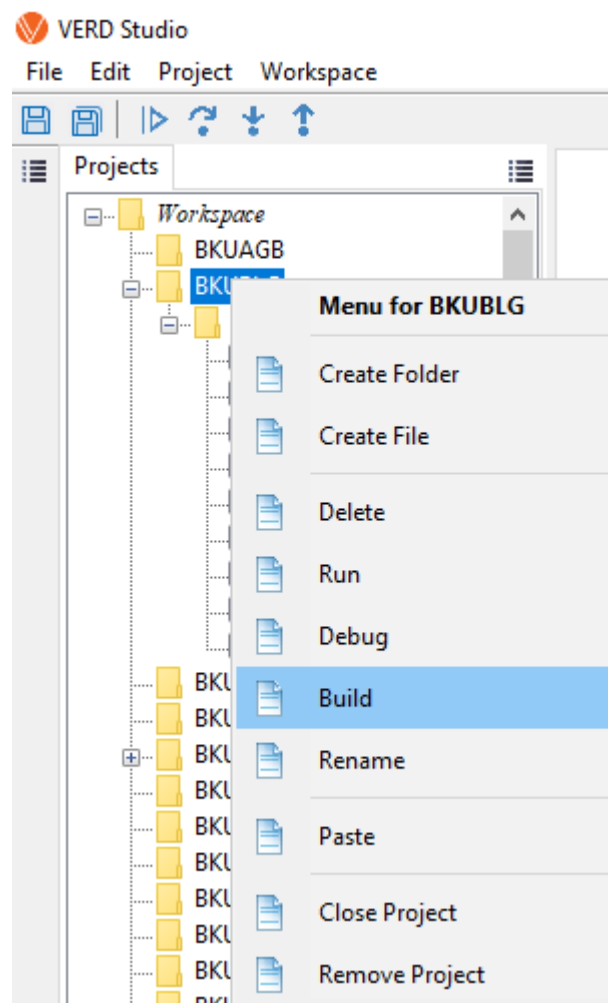 VERD Studio
File Edit Project Workspace
Projects
Workspace
BKUAGB
Menu for BKUBLG
Create Folder
Create File
Delete
Run
Debug
Build
Rename
Paste
Close Project
Remove Project